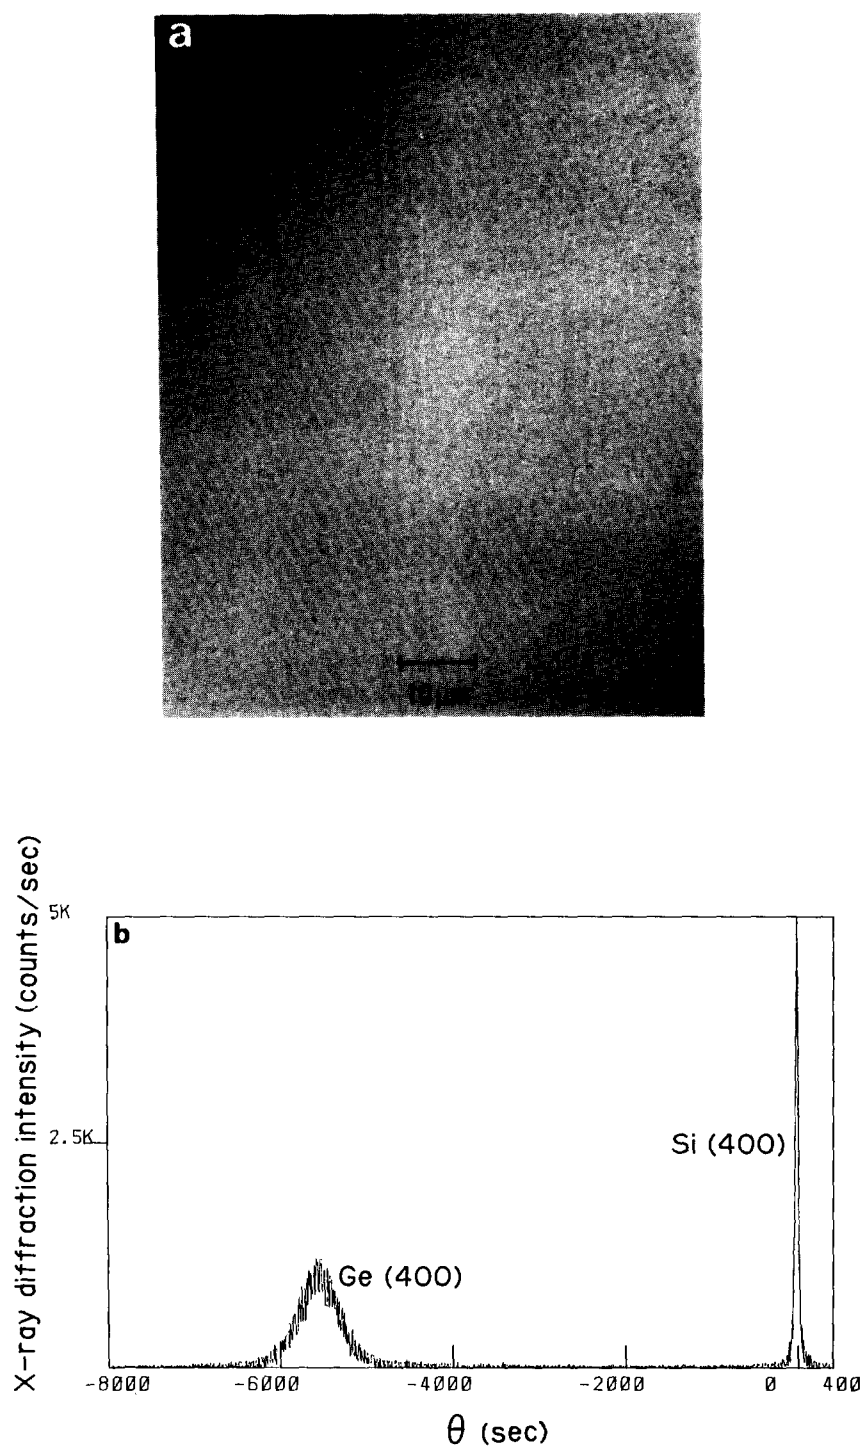 a
10μm
X-ray diffraction intensity (counts/sec)
5K
b
2.5K
Si (400)
Ge (400)
-8000 -6000 -4000 -2000 0 400
θ (sec)